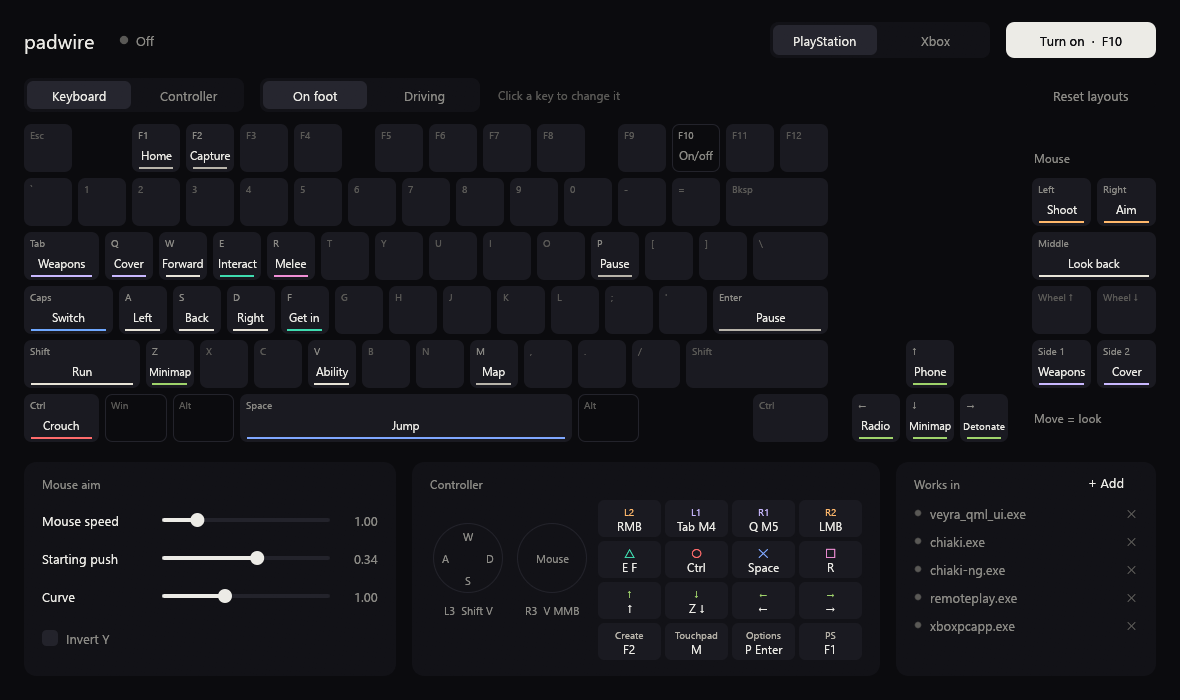 padwire
Off
PlayStation
Xbox
Turn on · F10
Keyboard
Controller
On foot
Driving
Click a key to change it
Reset layouts
Esc
F1
Home
F2
Capture
F3
F4
F5
F6
F7
F8
F9
F10
On/off
F11
F12
`
1
2
3
4
5
6
7
8
9
0
-
=
Bksp
Tab
Weapons
Q
Cover
W
Forward
E
Interact
R
Melee
T
Y
U
I
O
P
Pause
[
]
\
Caps
Switch
A
Left
S
Back
D
Right
F
Get in
G
H
J
K
L
;
'
Enter
Pause
Shift
Run
Z
Minimap
X
C
V
Ability
B
N
M
Map
,
.
/
Shift
Ctrl
Crouch
Win
Alt
Space
Jump
Alt
Ctrl
↑
Phone
←
Radio
↓
Minimap
→
Detonate
Mouse
Left
Shoot
Right
Aim
Middle
Look back
Wheel ↑
Wheel ↓
Side 1
Weapons
Side 2
Cover
Move = look
Mouse aim
Mouse speed
1.00
Starting push
0.34
Curve
1.00
Invert Y
Controller
W
A
D
S
L3 Shift V
Mouse
R3 V MMB
L2
RMB
L1
Tab M4
R1
Q M5
R2
LMB
E F
Ctrl
Space
R
↑
↑
↓
Z ↓
←
←
→
→
Create
F2
Touchpad
M
Options
P Enter
PS
F1
Works in
+ Add
veyra_qml_ui.exe
chiaki.exe
chiaki-ng.exe
remoteplay.exe
xboxpcapp.exe